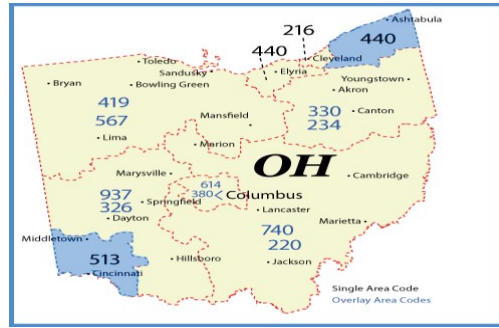 Ashtabula
216
440
440
Cleveland
Toledo
Sandusky
Elyria
Bryan
Bowling Green
Youngstown
Akron
419
567
Mansfield
330
234
Canton
Lima
Marion
OH
Marysville
Cambridge
614
380< Columbus
937
326
Springfield
Lancaster
Dayton
Marietta
740
220
Middletown
513
Hillsboro
Jackson
Cincinnati
Single Area Code
Overlay Area Codes